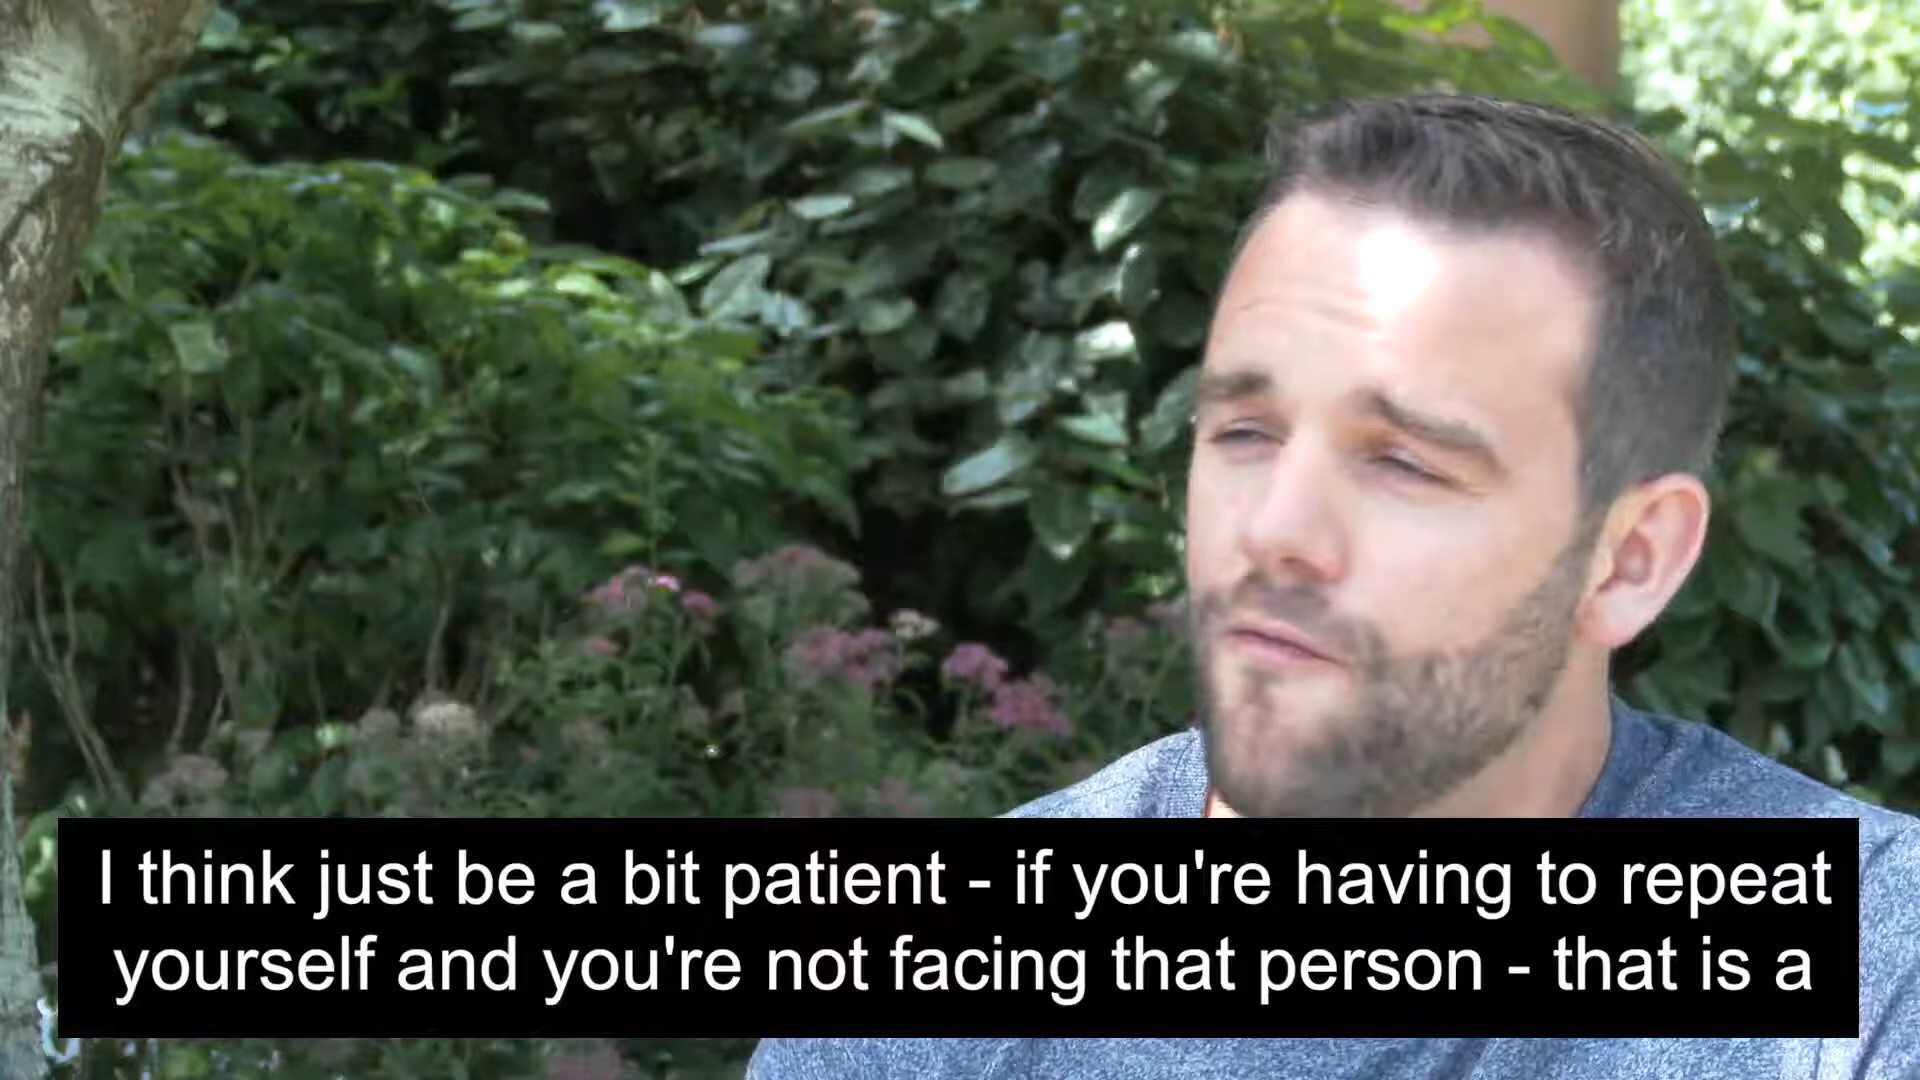 I think just be a bit patient - if you're having to repeat
yourself and you're not facing that person - that is a